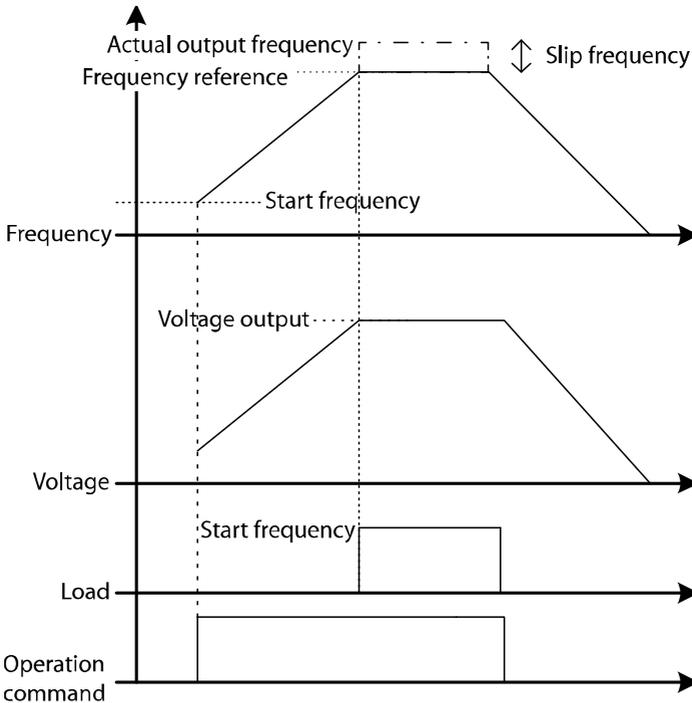 Actual output frequency
Slip frequency
Frequency reference
Start frequency
Frequency
Voltage output
Voltage
Start frequency
Load
Operation
command